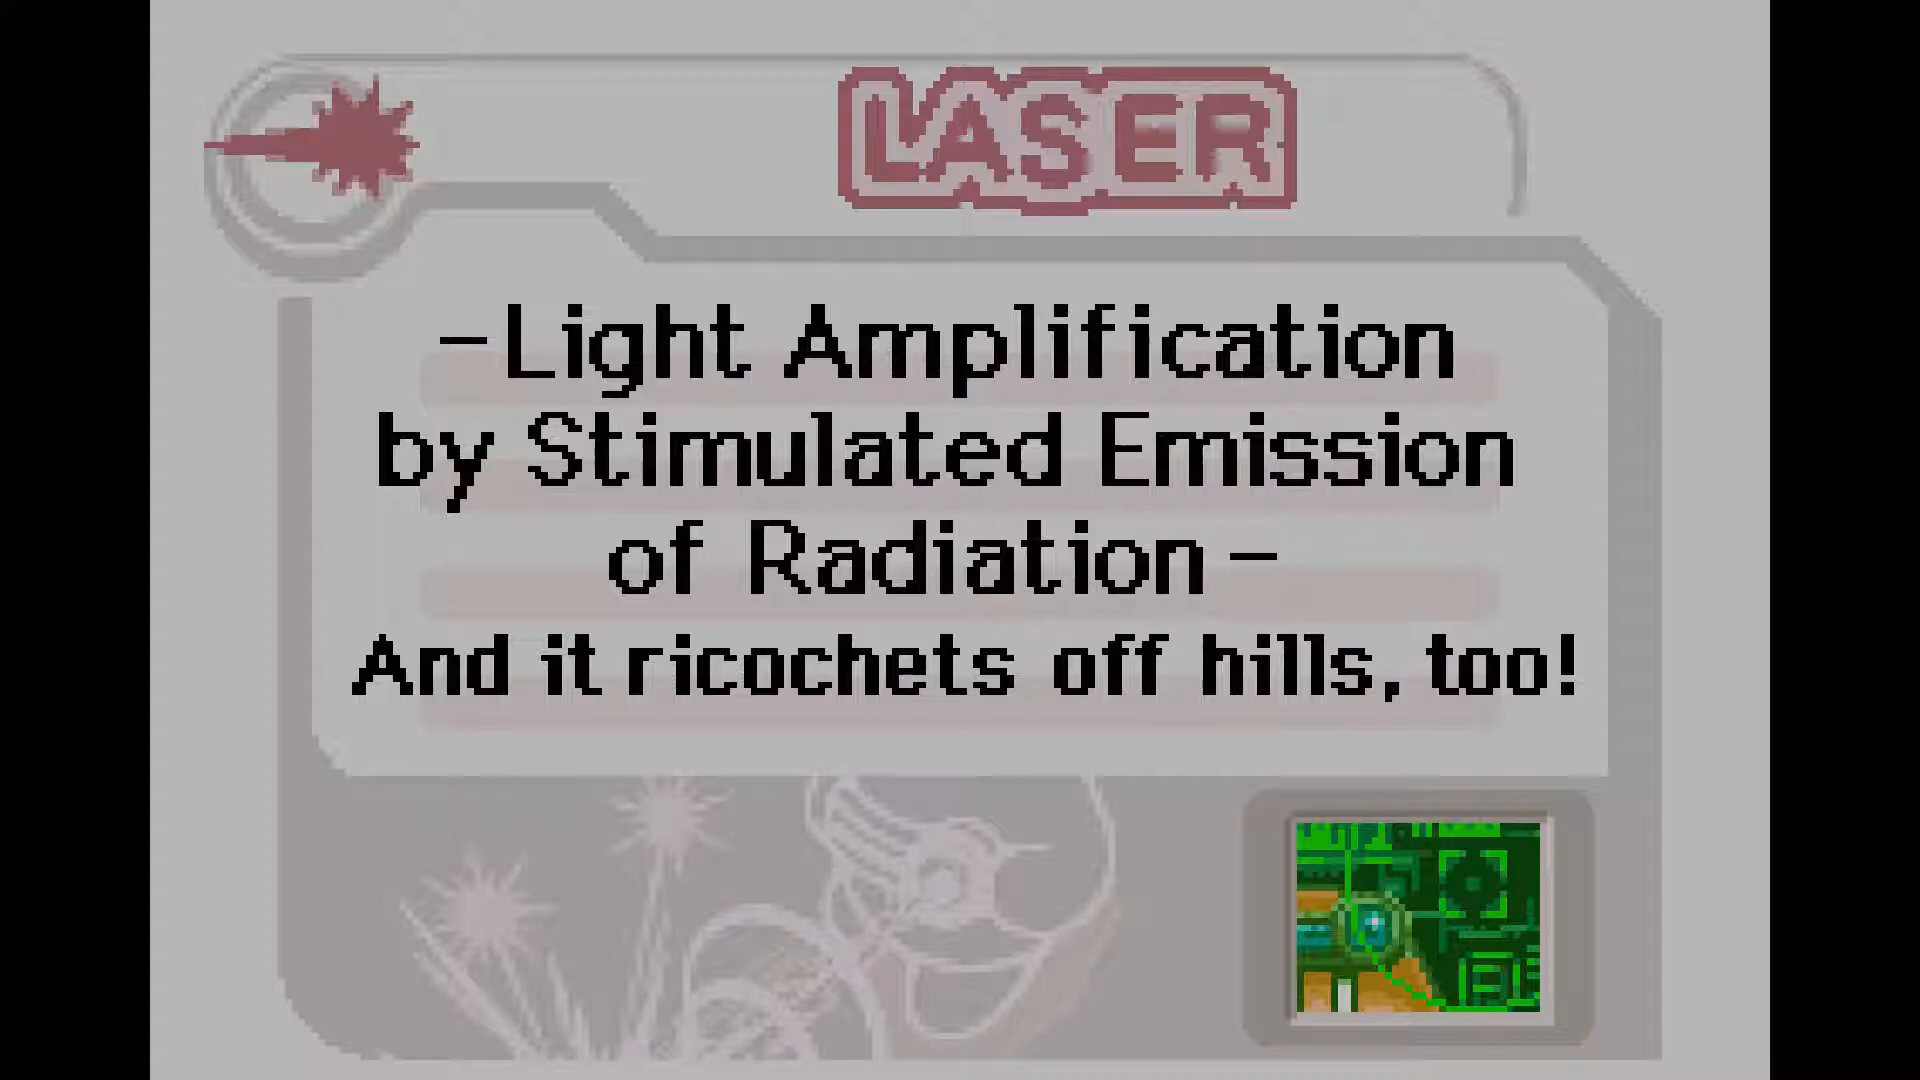 LASER
-Light Amplification
by Stimulated Emission
of Radiation-
And it ricochets off hills, too!